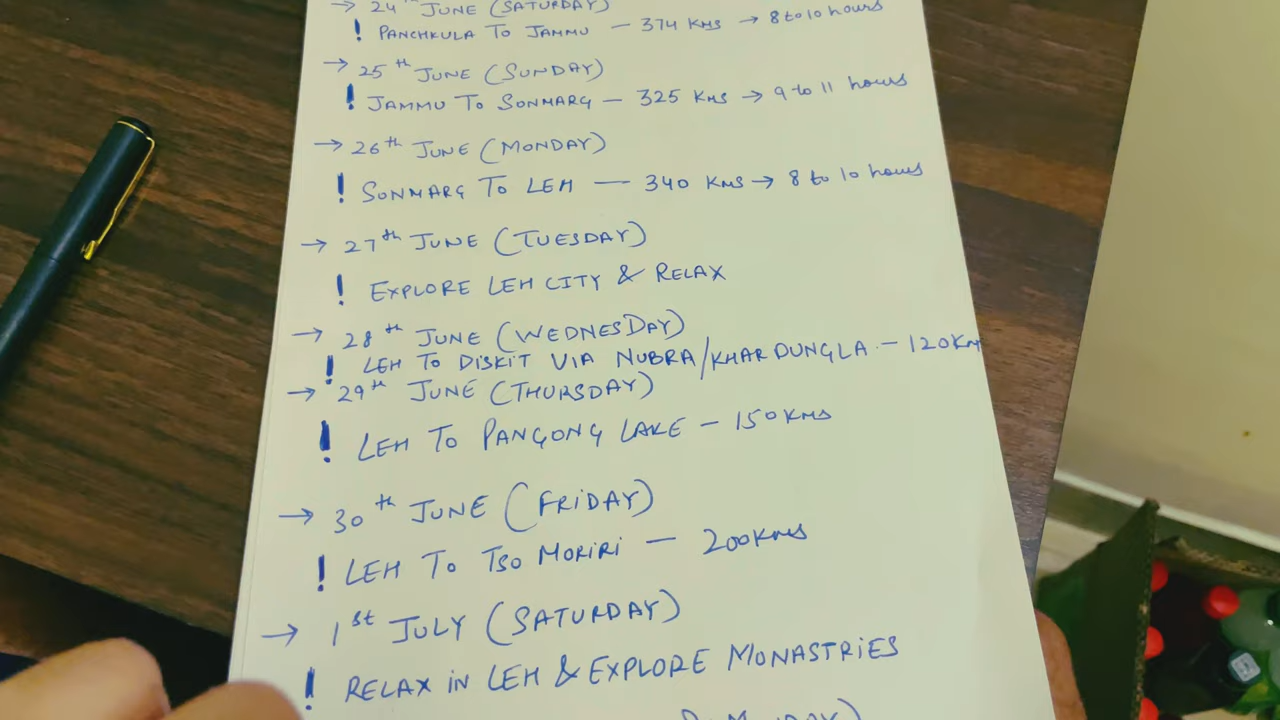 → 24th JUNE (SATURDAY)
! PANCHKULA TO JAMMU — 374 KMS → 8 to 10 hours
→ 25th JUNE (SUNDAY)
! JAMMU TO SONMARG — 325 KMS → 9 to 11 hours
→ 26th JUNE (MONDAY)
! SONMARG TO LEH — 340 KMS → 8 to 10 hours
→ 27th JUNE (TUESDAY)
! EXPLORE LEH CITY & RELAX
→ 28th JUNE (WEDNESDAY)
! LEH TO DISKIT VIA NUBRA/KHARDUNGLA - 120KM
→ 29th JUNE (THURSDAY)
! LEH TO PANGONG LAKE - 150KMS
→ 30th JUNE (FRIDAY)
! LEH TO TSO MORIRI — 200KMS
→ 1st JULY (SATURDAY)
! RELAX IN LEH & EXPLORE MONASTRIES